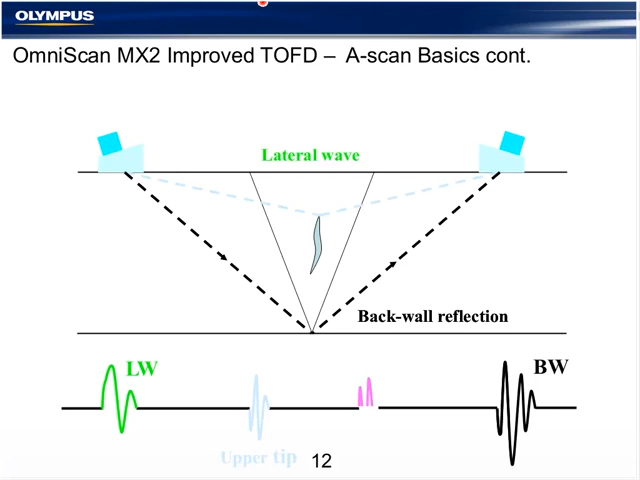 OLYMPUS
OmniScan MX2 Improved TOFD – A-scan Basics cont.
Lateral wave
Back-wall reflection
LW
BW
Upper tip
12